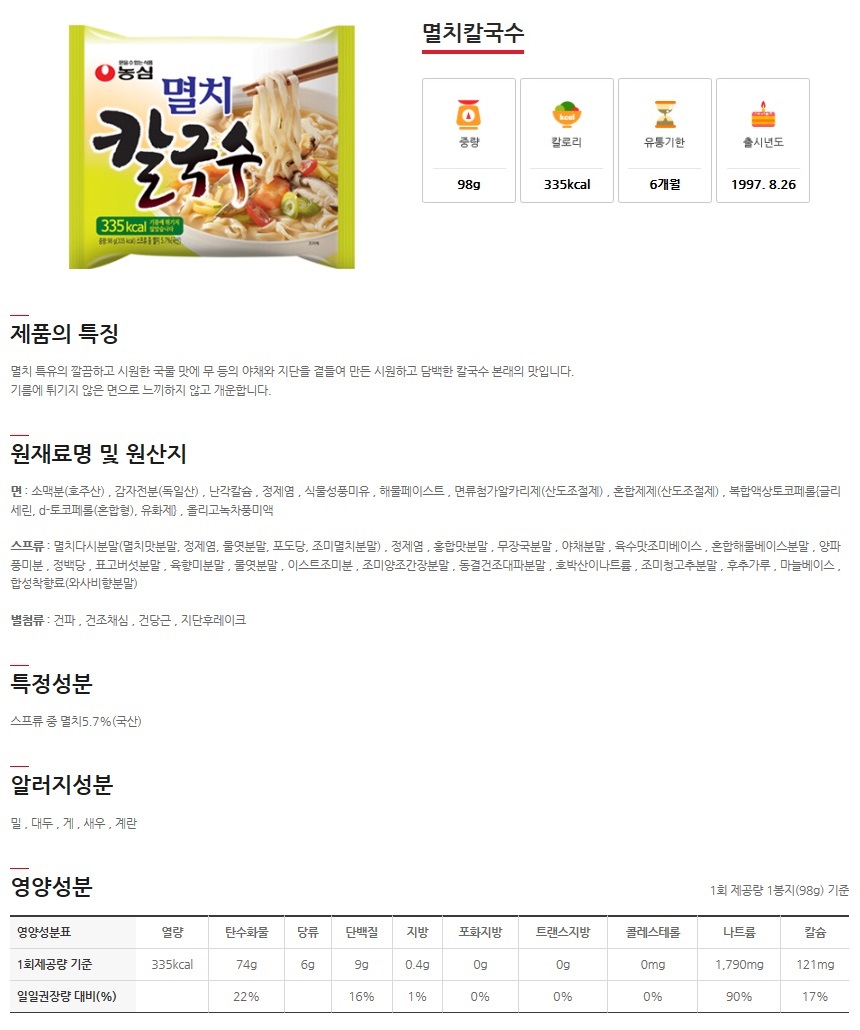 멸치칼국수
맛있을 수 있는 식품
농심
멸치
칼국수
335 kcal 기름에 튀기지 않았습니다
중량
칼로리
kcal
유통기한
출시년도
98g
335kcal
6개월
1997. 8.26
제품의 특징
멸치 특유의 깔끔하고 시원한 국물 맛에 무 등의 야채와 지단을 곁들여 만든 시원하고 담백한 칼국수 본래의 맛입니다.
기름에 튀기지 않은 면으로 느끼하지 않고 개운합니다.
원재료명 및 원산지
면 : 소맥분(호주산) , 감자전분(독일산) , 난각칼슘 , 정제염 , 식물성풍미유 , 해물페이스트 , 면류첨가알카리제(산도조절제) , 혼합제제(산도조절제) , 복합액상토코페롤{글리
세린, d-토코페롤(혼합형), 유화제} , 올리고녹차풍미액
스프류 : 멸치다시분말(멸치맛분말, 정제염, 물엿분말, 포도당, 조미멸치분말) , 정제염 , 홍합맛분말 , 무장국분말 , 야채분말 , 육수맛조미베이스 , 혼합해물베이스분말 , 양파
풍미분 , 정백당 , 표고버섯분말 , 육향미분말 , 물엿분말 , 이스트조미분 , 조미양조간장분말 , 동결건조대파분말 , 호박산이나트륨 , 조미청고추분말 , 후추가루 , 마늘베이스 ,
합성착향료(와사비향분말)
별첨류 : 건파 , 건조채심 , 건당근 , 지단후레이크
특정성분
스프류 중 멸치5.7%(국산)
알러지성분
밀 , 대두 , 게 , 새우 , 계란
영양성분
1회 제공량 1봉지(98g) 기준
영양성분표 열량 탄수화물 당류 단백질 지방 포화지방 트랜스지방 콜레스테롤 나트륨 칼슘
1회제공량 기준 335kcal 74g 6g 9g 0.4g 0g 0g 0mg 1,790mg 121mg
일일권장량 대비(%) 22% 16% 1% 0% 0% 0% 90% 17%